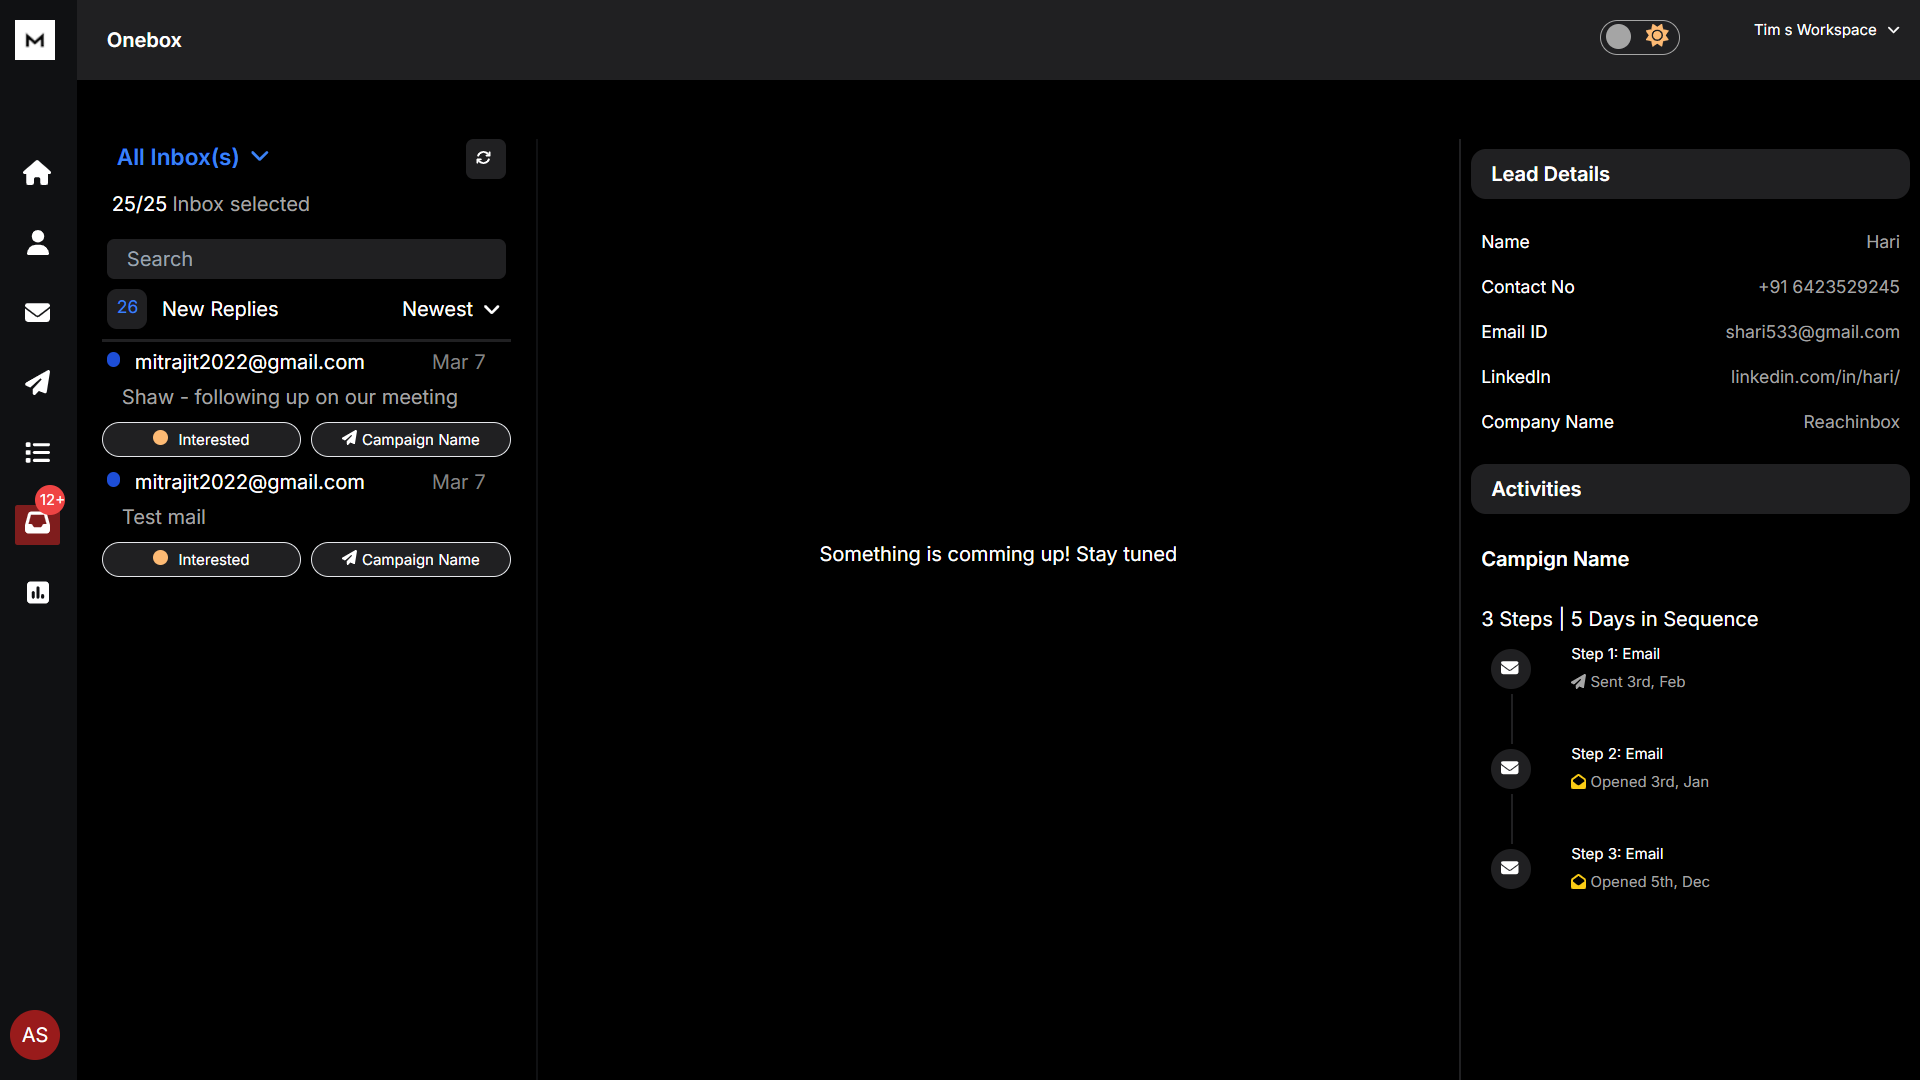 M
Onebox
Tim s Workspace
All Inbox(s)
25/25 Inbox selected
Search
26 New Replies Newest
mitrajit2022@gmail.com Mar 7
Shaw - following up on our meeting
Interested Campaign Name
mitrajit2022@gmail.com Mar 7
Test mail
Interested Campaign Name
12+
AS
Something is comming up! Stay tuned
Lead Details
Name Hari
Contact No +91 6423529245
Email ID shari533@gmail.com
LinkedIn linkedin.com/in/hari/
Company Name Reachinbox
Activities
Campign Name
3 Steps | 5 Days in Sequence
Step 1: Email
Sent 3rd, Feb
Step 2: Email
Opened 3rd, Jan
Step 3: Email
Opened 5th, Dec